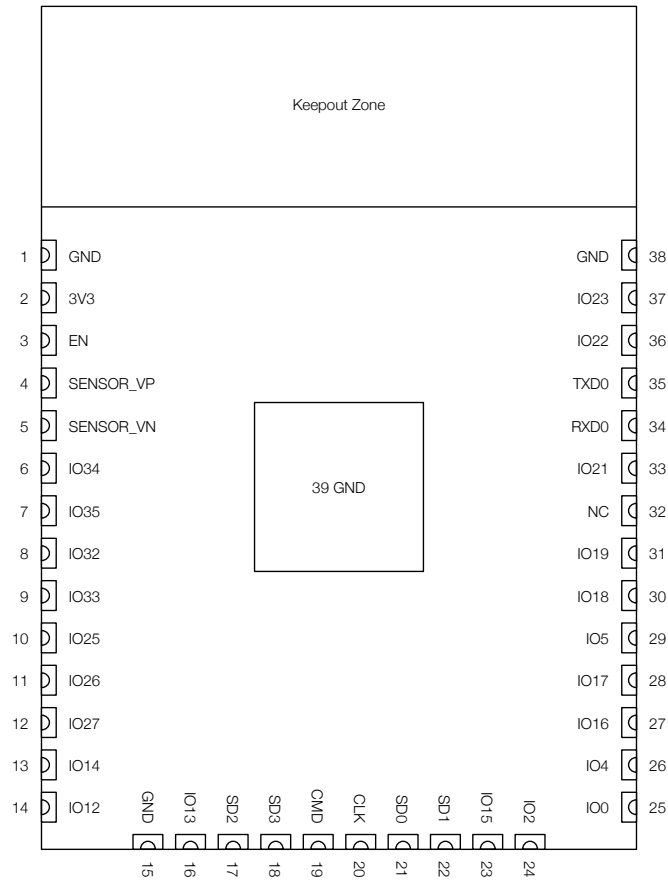 Keepout Zone
1 GND GND 38
2 3V3 IO23 37
3 EN IO22 36
4 SENSOR_VP TXD0 35
5 SENSOR_VN RXD0 34
6 IO34 IO21 33
39 GND
7 IO35 NC 32
8 IO32 IO19 31
9 IO33 IO18 30
10 IO25 IO5 29
11 IO26 IO17 28
12 IO27 IO16 27
13 IO14 IO4 26
14 IO12 IO0 25
GND IO13 SD2 SD3 CMD CLK SD0 SD1 IO15 IO2
15 16 17 18 19 20 21 22 23 24